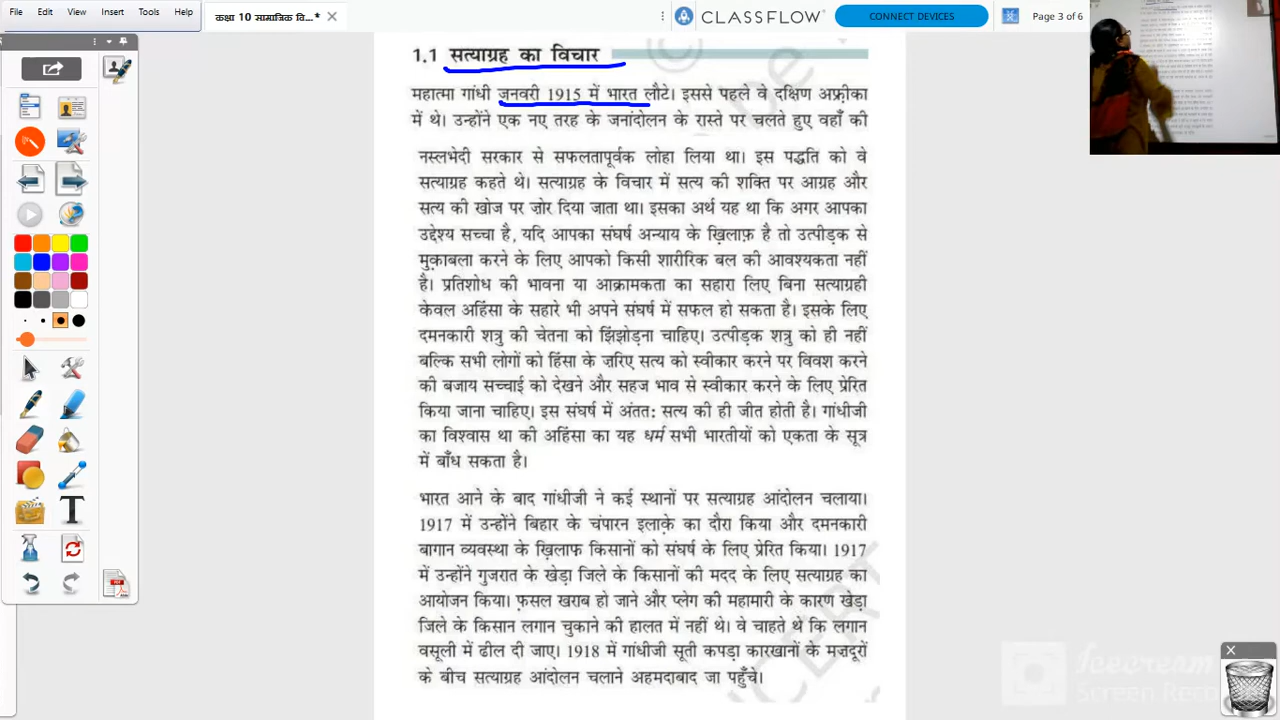 File Edit View Insert Tools Help
कक्षा 10 सामाजिक वि...*
CLASSFLOW
CONNECT DEVICES
Page 3 of 6
1.1 सत्याग्रह का विचार
महात्मा गांधी जनवरी 1915 में भारत लौटे। इससे पहले वे दक्षिण अफ्रीका
में थे। उन्होंने एक नए तरह के जनांदोलन के रास्ते पर चलते हुए वहाँ की
नस्लभेदी सरकार से सफलतापूर्वक लोहा लिया था। इस पद्धति को वे
सत्याग्रह कहते थे। सत्याग्रह के विचार में सत्य की शक्ति पर आग्रह और
सत्य की खोज पर ज़ोर दिया जाता था। इसका अर्थ यह था कि अगर आपका
उद्देश्य सच्चा है, यदि आपका संघर्ष अन्याय के ख़िलाफ़ है तो उत्पीड़क से
मुक़ाबला करने के लिए आपको किसी शारीरिक बल की आवश्यकता नहीं
है। प्रतिशोध की भावना या आक्रामकता का सहारा लिए बिना सत्याग्रही
केवल अहिंसा के सहारे भी अपने संघर्ष में सफल हो सकता है। इसके लिए
दमनकारी शत्रु की चेतना को झिंझोड़ना चाहिए। उत्पीड़क शत्रु को ही नहीं
बल्कि सभी लोगों को हिंसा के ज़रिए सत्य को स्वीकार करने पर विवश करने
की बजाय सच्चाई को देखने और सहज भाव से स्वीकार करने के लिए प्रेरित
किया जाना चाहिए। इस संघर्ष में अंततः सत्य की ही जीत होती है। गांधीजी
का विश्वास था की अहिंसा का यह धर्म सभी भारतीयों को एकता के सूत्र
में बाँध सकता है।
भारत आने के बाद गांधीजी ने कई स्थानों पर सत्याग्रह आंदोलन चलाया।
1917 में उन्होंने बिहार के चंपारन इलाक़े का दौरा किया और दमनकारी
बागान व्यवस्था के ख़िलाफ किसानों को संघर्ष के लिए प्रेरित किया। 1917
में उन्होंने गुजरात के खेड़ा जिले के किसानों की मदद के लिए सत्याग्रह का
आयोजन किया। फ़सल खराब हो जाने और प्लेग की महामारी के कारण खेड़ा
जिले के किसान लगान चुकाने की हालत में नहीं थे। वे चाहते थे कि लगान
वसूली में ढील दी जाए। 1918 में गांधीजी सूती कपड़ा कारखानों के मज़दूरों
के बीच सत्याग्रह आंदोलन चलाने अहमदाबाद जा पहुँचे।
icecream
Screen Rec